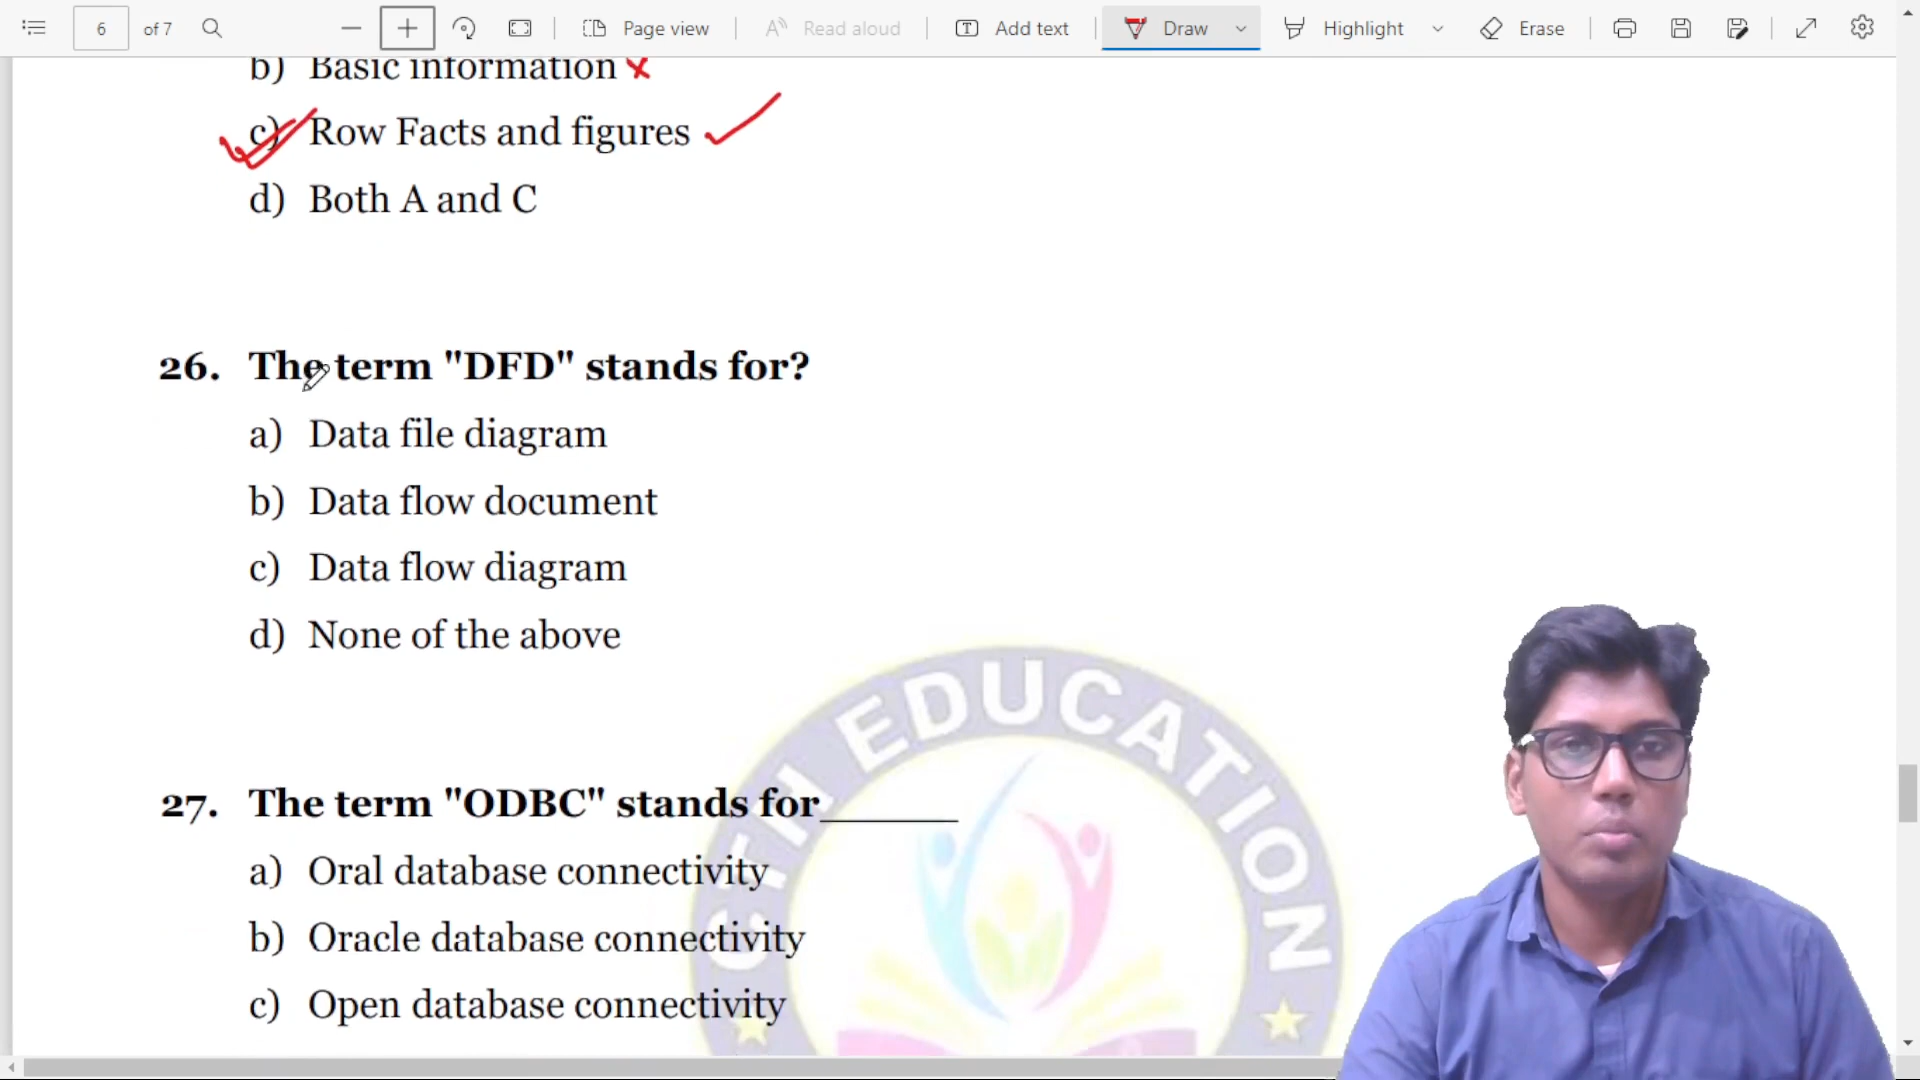 6 of 7 Page view Read aloud Add text Draw Highlight Erase
b) Basic information
c) Row Facts and figures
d) Both A and C
26. The term "DFD" stands for?
a) Data file diagram
b) Data flow document
c) Data flow diagram
d) None of the above
27. The term "ODBC" stands for______
a) Oral database connectivity
b) Oracle database connectivity
c) Open database connectivity
CTH EDUCATION